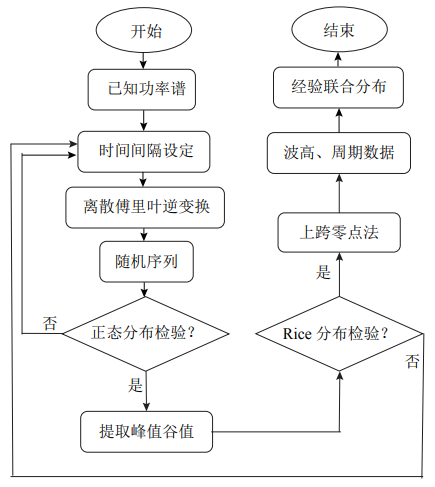 开始
已知功率谱
时间间隔设定
离散傅里叶逆变换
随机序列
正态分布检验？
否
是
提取峰值谷值
Rice 分布检验？
否
是
上跨零点法
波高、周期数据
经验联合分布
结束